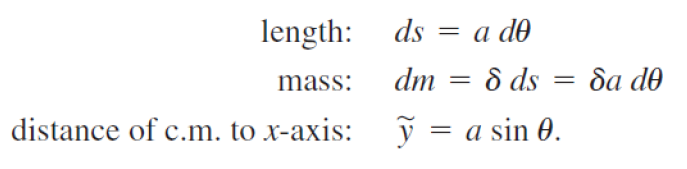 length: ds = a dθ
mass: dm = δ ds = δa dθ
distance of c.m. to x-axis: ỹ = a sin θ.